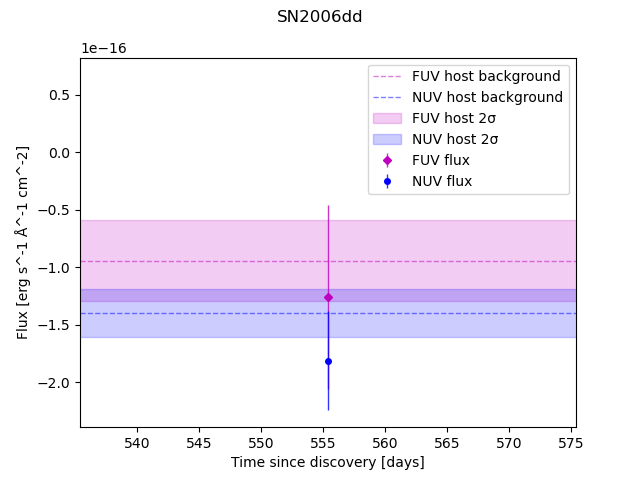 SN2006dd
1e−16
FUV host background
NUV host background
FUV host 2σ
NUV host 2σ
FUV flux
NUV flux
0.5
0.0
−0.5
−1.0
−1.5
−2.0
Flux [erg s^-1 Å^-1 cm^-2]
540 545 550 555 560 565 570 575
Time since discovery [days]